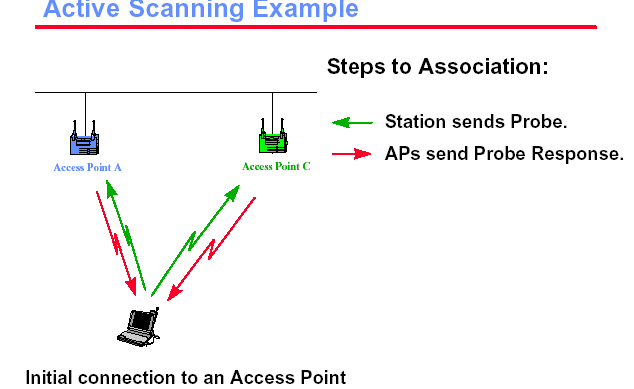 Active Scanning Example
Steps to Association:
Station sends Probe.
APs send Probe Response.
Access Point A
Access Point C
Initial connection to an Access Point